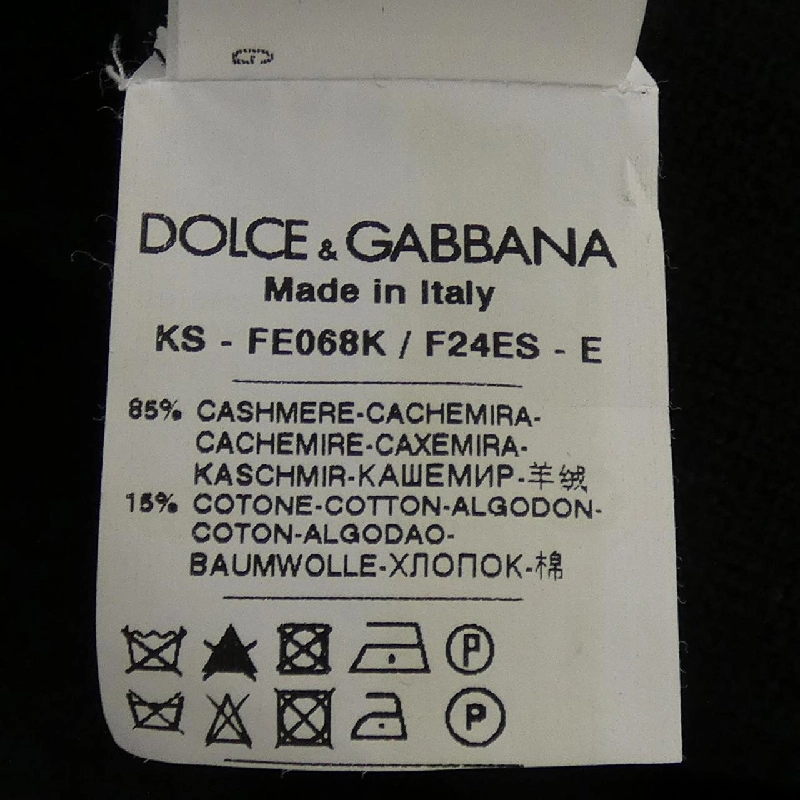 G
DOLCE & GABBANA
Made in Italy
KS - FE068K / F24ES - E
85% CASHMERE-CACHEMIRA-
CACHEMIRE-CAXEMIRA-
KASCHMIR-КАШЕМИР-羊绒
15% COTONE-COTTON-ALGODON-
COTON-ALGODAO-
BAUMWOLLE-ХЛОПОК-棉
P
P